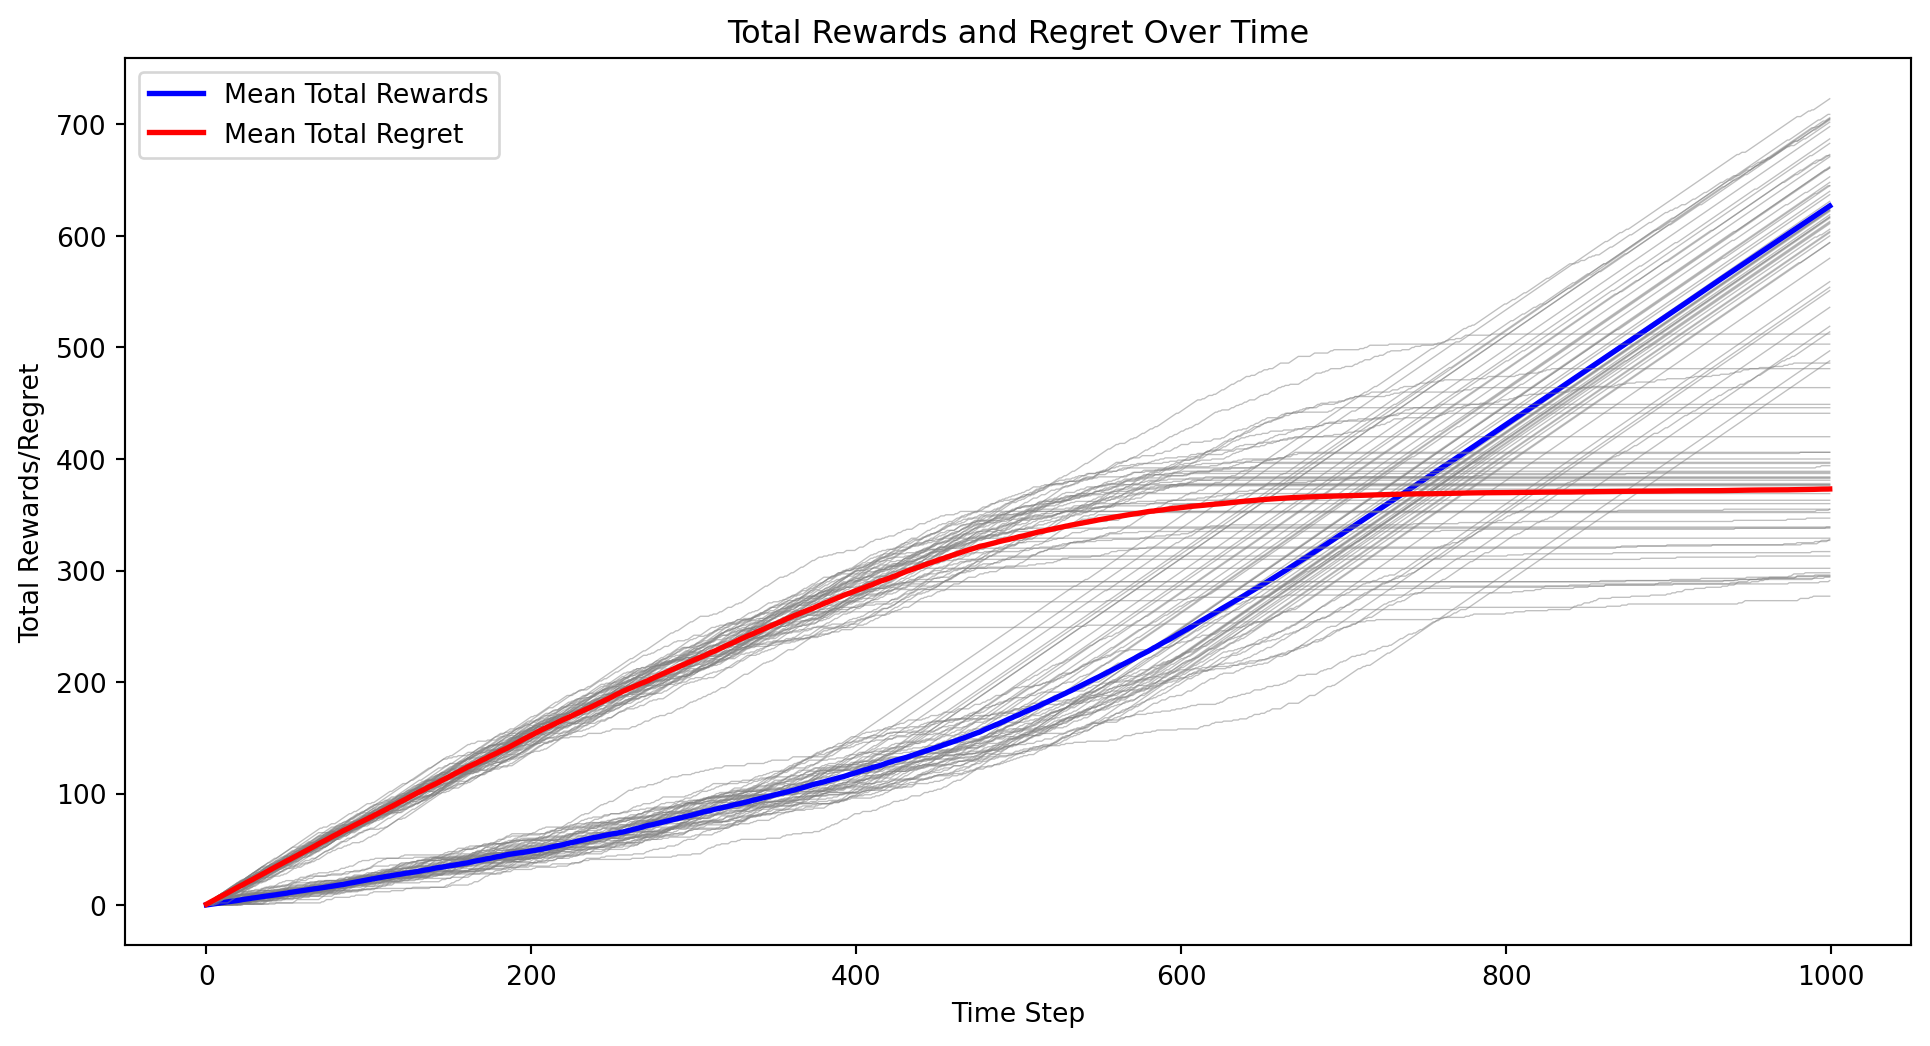 Total Rewards and Regret Over Time
Mean Total Rewards
Mean Total Regret
Total Rewards/Regret
700
600
500
400
300
200
100
0
0 200 400 600 800 1000
Time Step